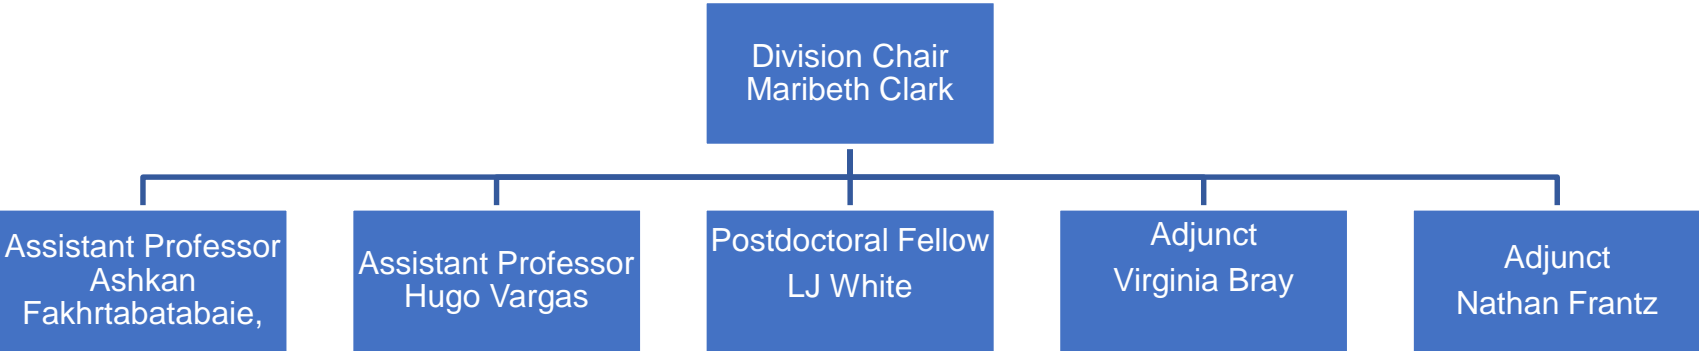 Division Chair
Maribeth Clark
Assistant Professor
Ashkan
Fakhrtabatabaie,
Assistant Professor
Hugo Vargas
Postdoctoral Fellow
LJ White
Adjunct
Virginia Bray
Adjunct
Nathan Frantz